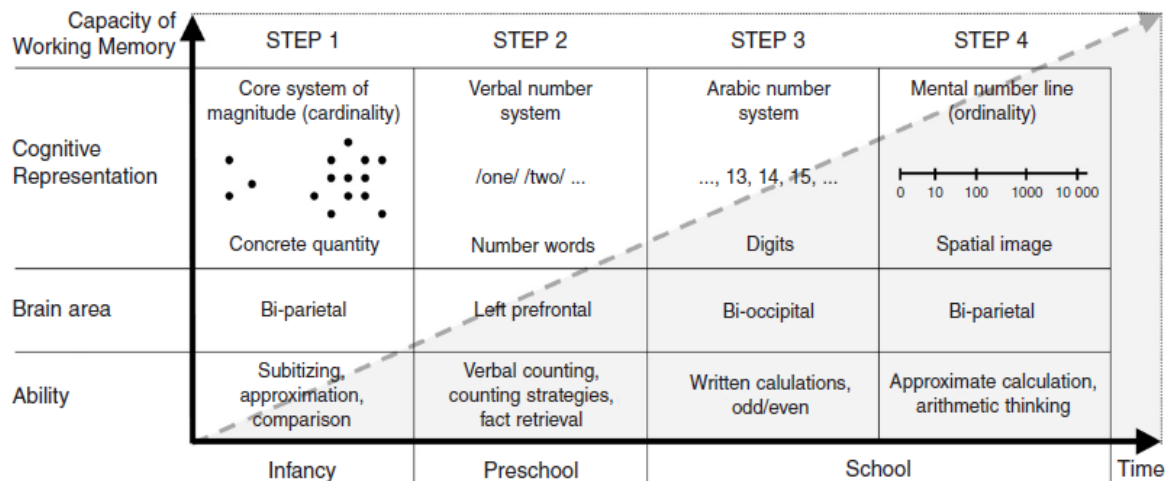 Capacity of
Working Memory
STEP 1
STEP 2
STEP 3
STEP 4
Cognitive
Representation
Core system of
magnitude (cardinality)
Concrete quantity
Verbal number
system
/one/ /two/ ...
Number words
Arabic number
system
..., 13, 14, 15, ...
Digits
Mental number line
(ordinality)
0 10 100 1000 10 000
Spatial image
Brain area
Bi-parietal
Left prefrontal
Bi-occipital
Bi-parietal
Ability
Subitizing,
approximation,
comparison
Verbal counting,
counting strategies,
fact retrieval
Written calulations,
odd/even
Approximate calculation,
arithmetic thinking
Infancy
Preschool
School
Time